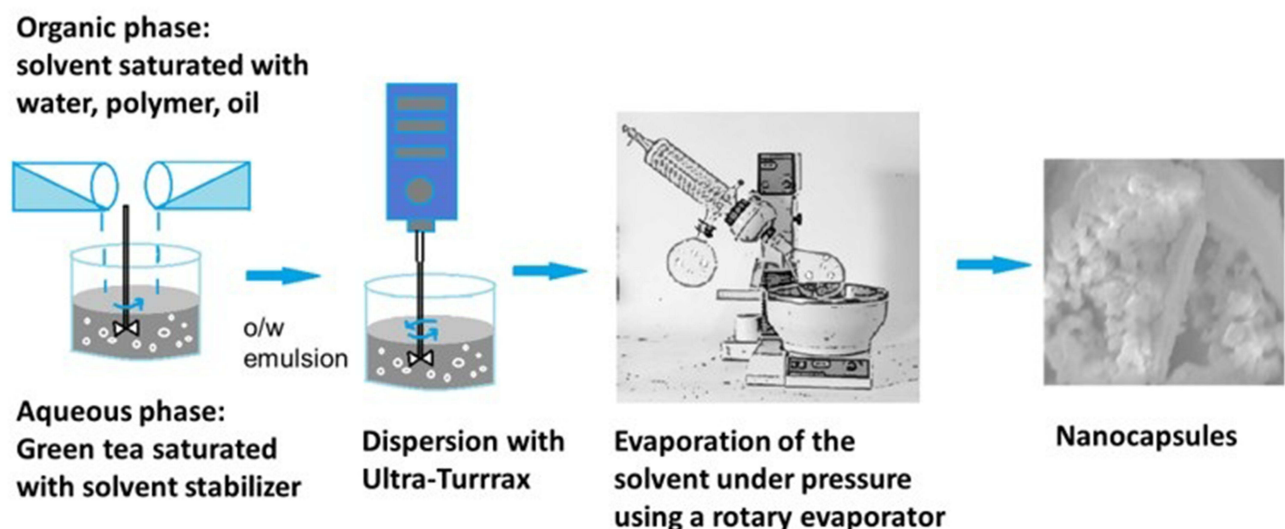 Organic phase:
solvent saturated with
water, polymer, oil
o/w
emulsion
Aqueous phase:
Green tea saturated
with solvent stabilizer
Dispersion with
Ultra-Turrrax
Evaporation of the
solvent under pressure
using a rotary evaporator
Nanocapsules